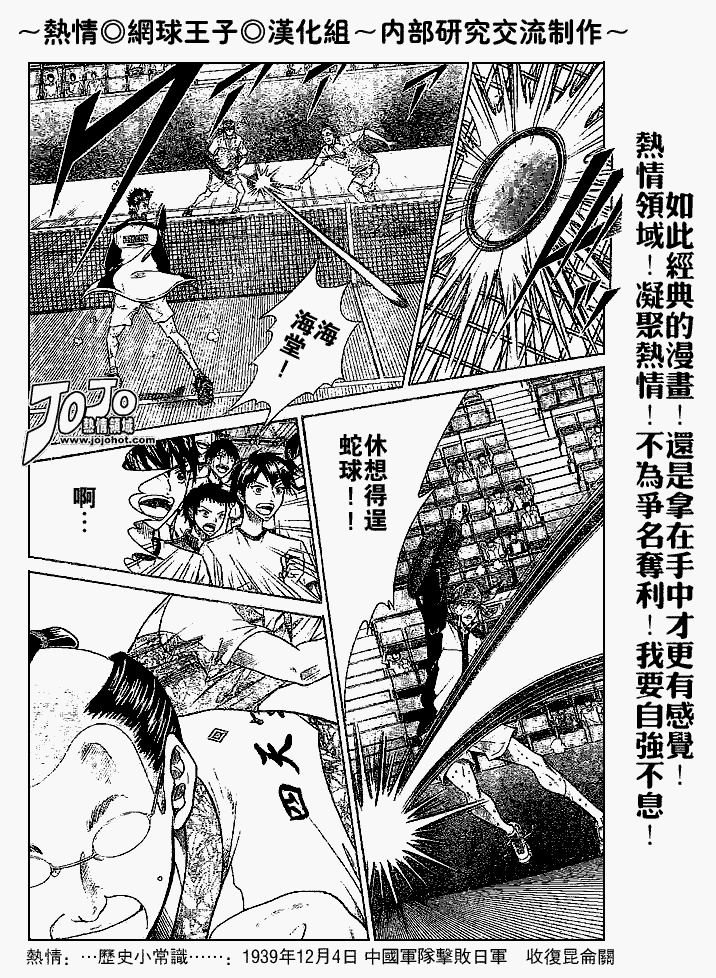 ～熱情◎網球王子◎漢化組～内部研究交流制作～
如此經典的漫畫！還是拿在手中才更有感覺！
熱情領域！凝聚熱情！不為爭名奪利！我要自強不息！
海
海堂！
JOJO
熱情領域
www.jojohot.com
休想得逞
蛇球！！
啊…
四天
熱情：…歷史小常識……：1939年12月4日 中國軍隊擊敗日軍　收復昆侖關